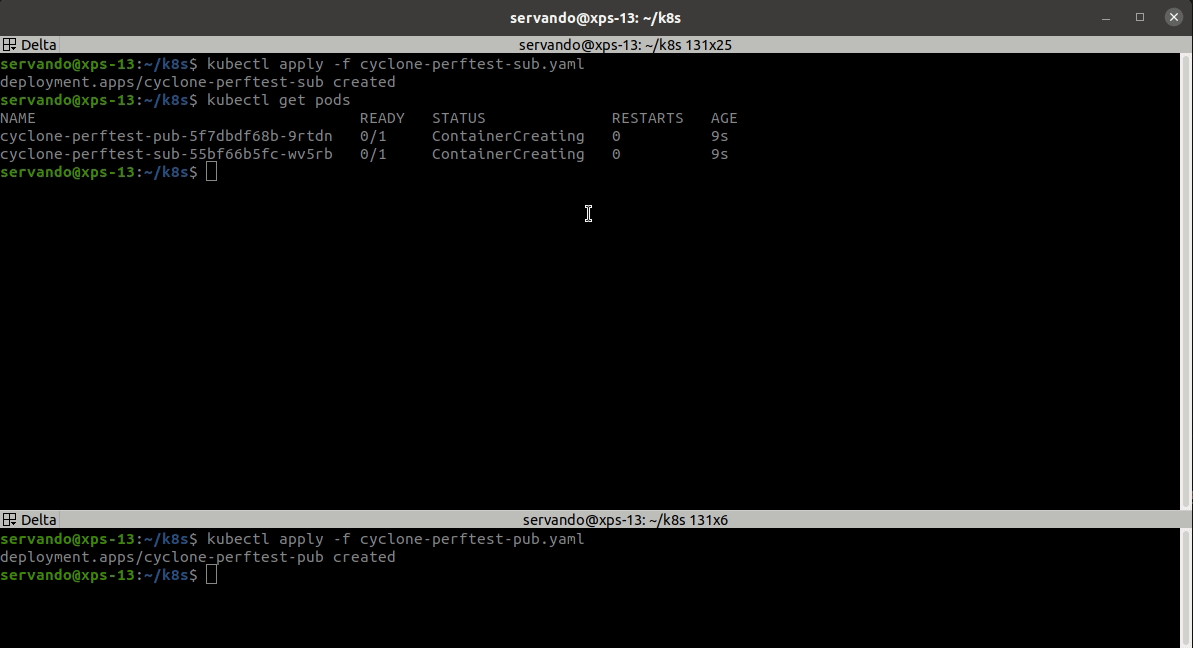 servando@xps-13: ~/k8s
Delta servando@xps-13: ~/k8s 131x25
servando@xps-13:~/k8s$ kubectl apply -f cyclone-perftest-sub.yaml
deployment.apps/cyclone-perftest-sub created
servando@xps-13:~/k8s$ kubectl get pods
NAME READY STATUS RESTARTS AGE
cyclone-perftest-pub-5f7dbdf68b-9rtdn 0/1 ContainerCreating 0 9s
cyclone-perftest-sub-55bf66b5fc-wv5rb 0/1 ContainerCreating 0 9s
servando@xps-13:~/k8s$
Delta servando@xps-13: ~/k8s 131x6
servando@xps-13:~/k8s$ kubectl apply -f cyclone-perftest-pub.yaml
deployment.apps/cyclone-perftest-pub created
servando@xps-13:~/k8s$